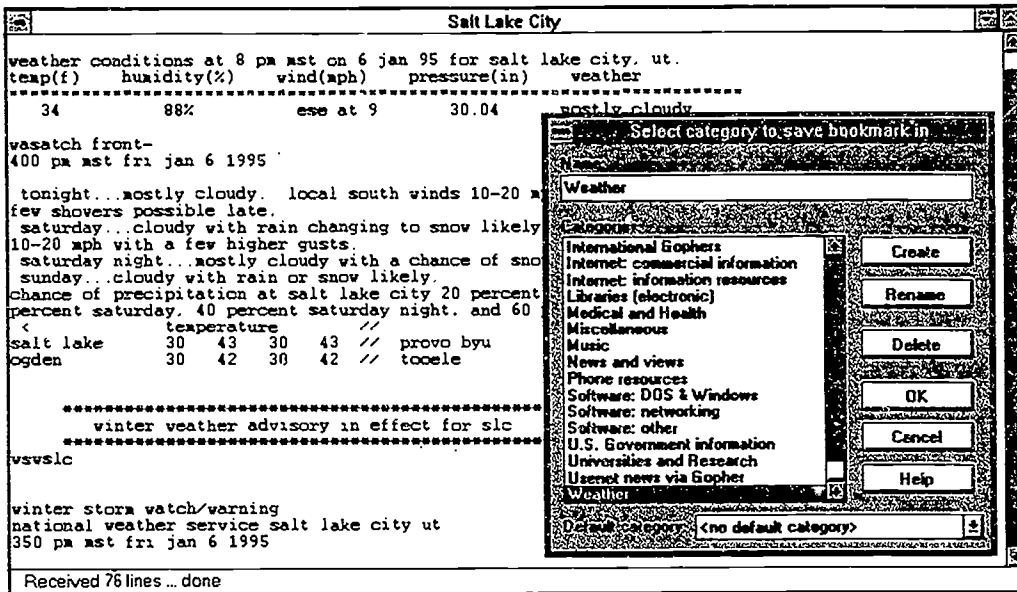 Salt Lake City
weather conditions at 8 pm mst on 6 jan 95 for salt lake city, ut.
temp(f) humidity(%) wind(mph) pressure(in) weather
34 88% ese at 9 30.04 mostly cloudy
wasatch front-
400 pm mst fri jan 6 1995
tonight...mostly cloudy. local south winds 10-20
few showers possible late.
saturday...cloudy with rain changing to snow likely
10-20 mph with a few higher gusts.
saturday night...mostly cloudy with a chance of sno
sunday...cloudy with rain or snow likely.
chance of precipitation at salt lake city 20 percent
percent saturday, 40 percent saturday night, and 60
< temperature //
salt lake 30 43 30 43 // provo byu
ogden 30 42 30 42 // tooele
**************************************************
winter weather advisory in effect for slc
**************************************************
wswslc
winter storm watch/warning
national weather service salt lake city ut
350 pm mst fri jan 6 1995
Received 76 lines ... done
Select category to save bookmark in
Name:
Weather
Categories:
International Gophers
Internet: commercial information
Internet: information resources
Libraries (electronic)
Medical and Health
Miscellaneous
Music
News and views
Phone resources
Software: DOS & Windows
Software: networking
Software: other
U.S. Government information
Universities and Research
Usenet news via Gopher
Weather
Create
Rename
Delete
OK
Cancel
Help
Default category: <no default category>